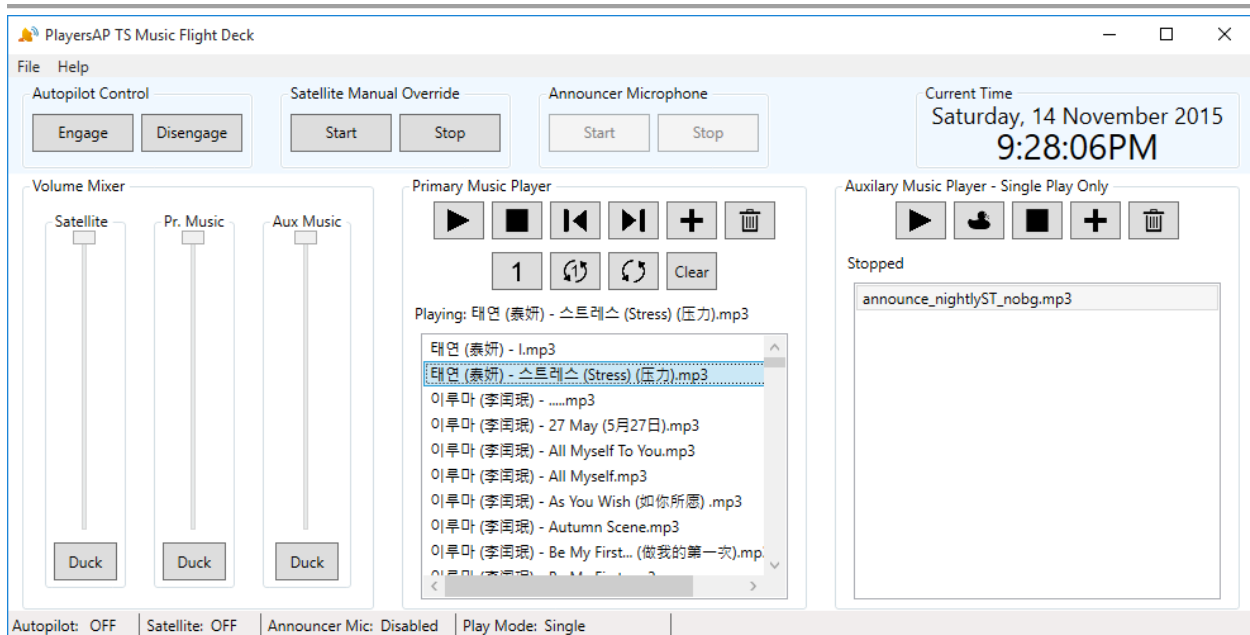 PlayersAP TS Music Flight Deck
File Help
Autopilot Control
Engage Disengage
Satellite Manual Override
Start Stop
Announcer Microphone
Start Stop
Current Time
Saturday, 14 November 2015
9:28:06PM
Volume Mixer
Satellite Pr. Music Aux Music
Duck Duck Duck
Primary Music Player
1 1 Clear
Playing: 태연 (泰妍) - 스트레스 (Stress) (压力).mp3
태연 (泰妍) - I.mp3
태연 (泰妍) - 스트레스 (Stress) (压力).mp3
이루마 (李闰珉) - .....mp3
이루마 (李闰珉) - 27 May (5月27日).mp3
이루마 (李闰珉) - All Myself To You.mp3
이루마 (李闰珉) - All Myself.mp3
이루마 (李闰珉) - As You Wish (如你所愿) .mp3
이루마 (李闰珉) - Autumn Scene.mp3
이루마 (李闰珉) - Be My First... (做我的第一次).mp
Auxilary Music Player - Single Play Only
Stopped
announce_nightlyST_nobg.mp3
Autopilot: OFF Satellite: OFF Announcer Mic: Disabled Play Mode: Single